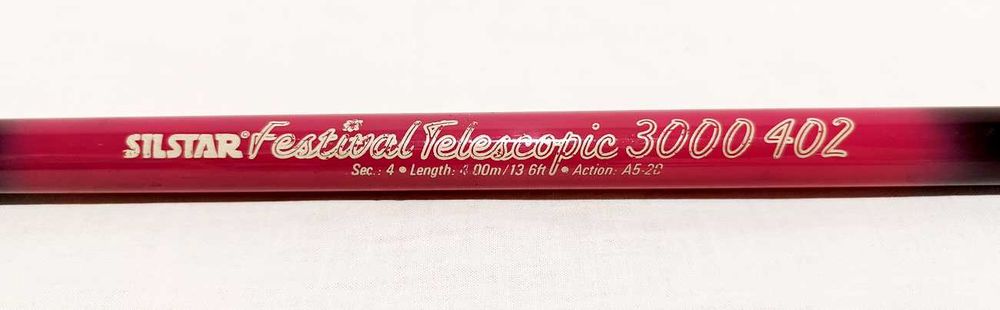 SILSTAR® Festival Telescopic 3000 402
Sec.: 4 • Length: 4.00m/13.6ft • Action: A5-20